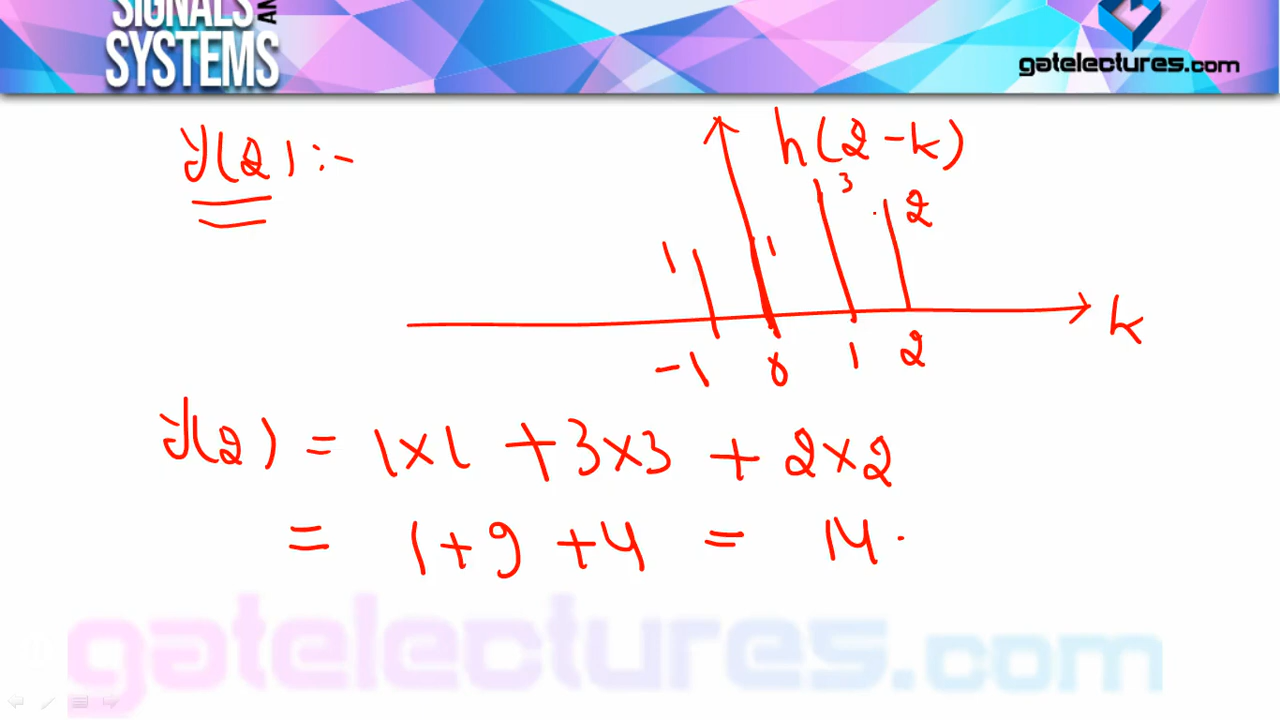 SIGNALS AND
SYSTEMS
gatelectures.com
y(2) :-
h(2-k)
1 1 3 2
-1 0 1 2 k
y(2) = 1×1 + 3×3 + 2×2
= 1+9+4 = 14.
gatelectures.com